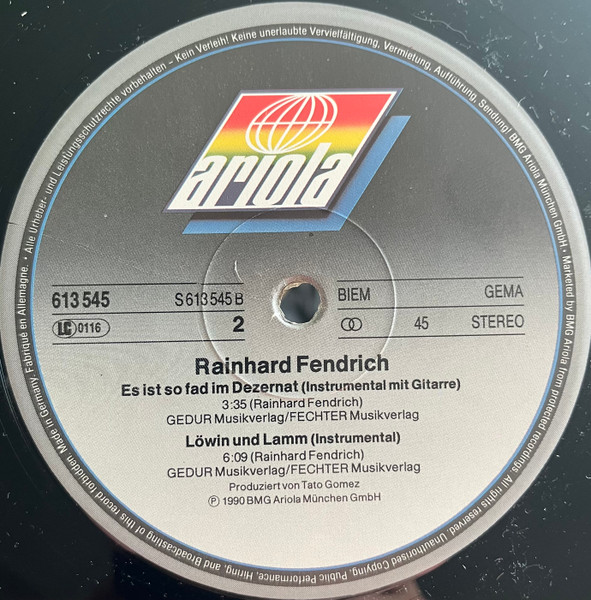 Alle Urheber- und Leistungsschutzrechte vorbehalten - Kein Verleih! Keine unerlaubte Vervielfältigung, Vermietung, Aufführung, Sendung! BMG Ariola München GmbH • Marketed by BMG Ariola from protected recordings. All rights reserved. Unauthorised Copying, Public Performance, Hiring, and Broadcasting of this record forbidden. Made in Germany. Fabriqué en Allemagne. •
ariola
613 545 S 613 545 B BIEM GEMA
LC 0116 2 45 STEREO
Rainhard Fendrich
Es ist so fad im Dezernat (Instrumental mit Gitarre)
3:35 (Rainhard Fendrich)
GEDUR Musikverlag/FECHTER Musikverlag
Löwin und Lamm (Instrumental)
6:09 (Rainhard Fendrich)
GEDUR Musikverlag/FECHTER Musikverlag
Produziert von Tato Gomez
Ⓟ 1990 BMG Ariola München GmbH